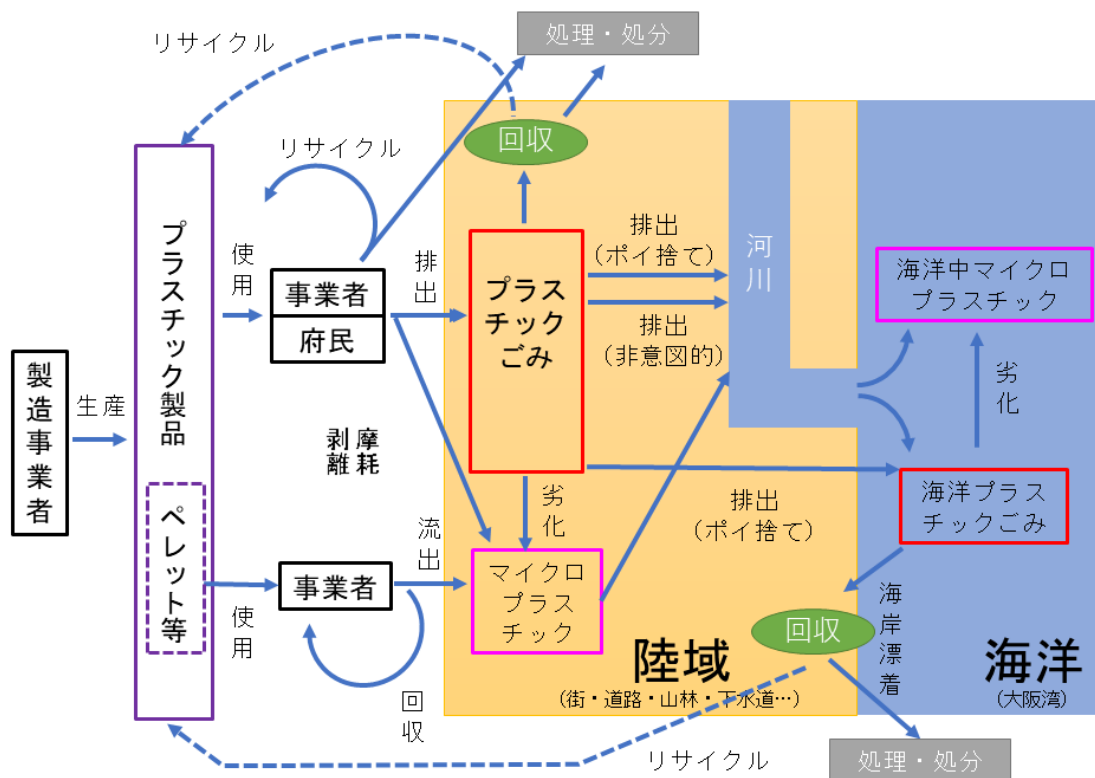 リサイクル
処理・処分
回収
リサイクル
プラスチック製品
使用
事業者
府民
排出
プラス
チック
ごみ
排出
(ポイ捨て)
排出
(非意図的)
河川
海洋中マイクロ
プラスチック
劣化
製造事業者
生産
摩耗
剥離
ペレット等
使用
事業者
流出
回収
劣化
マイクロ
プラス
チック
排出
(ポイ捨て)
海洋プラス
チックごみ
回収
海岸漂着
陸域
(街・道路・山林・下水道…)
海洋
(大阪湾)
リサイクル
処理・処分